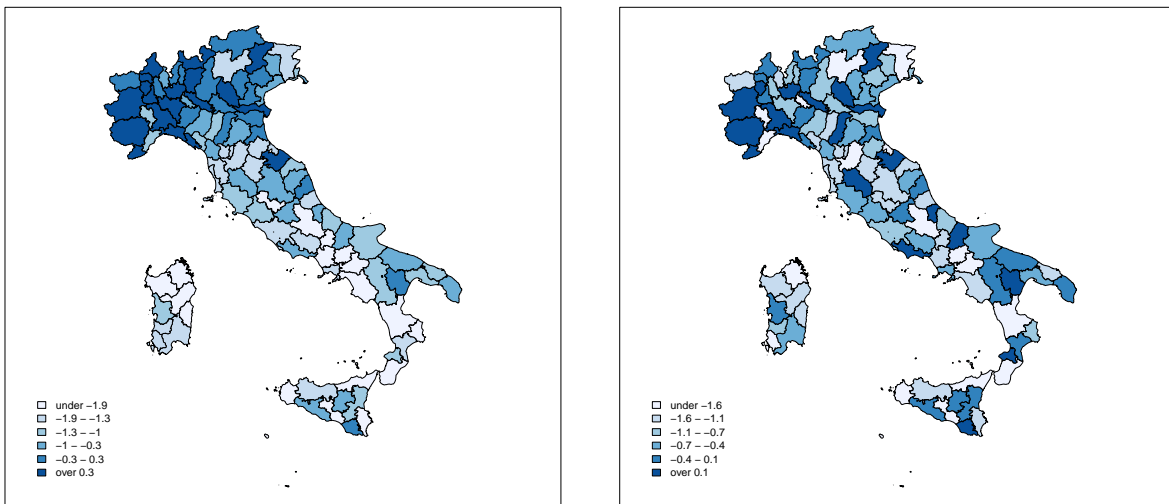 under −1.9
−1.9 − −1.3
−1.3 − −1
−1 − −0.3
−0.3 − 0.3
over 0.3
under −1.6
−1.6 − −1.1
−1.1 − −0.7
−0.7 − −0.4
−0.4 − 0.1
over 0.1